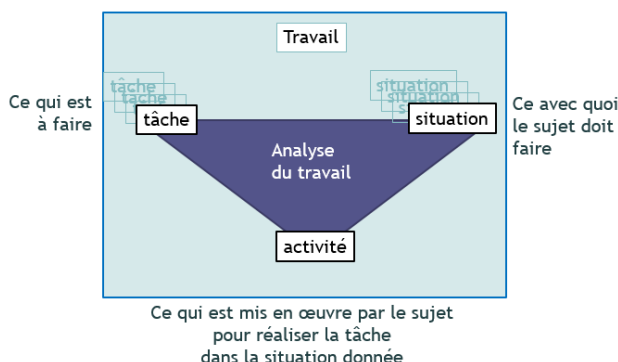 Travail
tâche
tâche
situation
situation
s
Ce qui est
à faire
tâche
situation
Ce avec quoi
le sujet doit
faire
Analyse
du travail
activité
Ce qui est mis en œuvre par le sujet
pour réaliser la tâche
dans la situation donnée